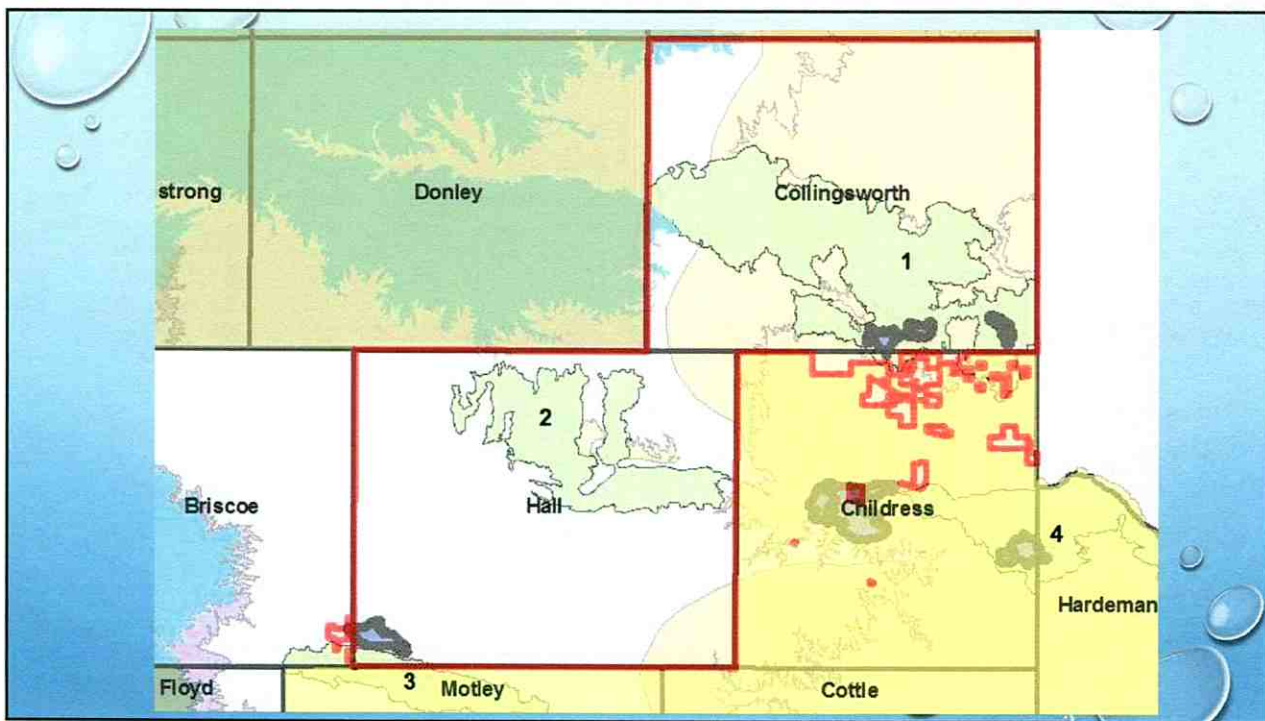 strong
Donley
Collingsworth
1
2
Briscoe
Hall
Childress
4
Hardeman
Floyd
3
Motley
Cottle